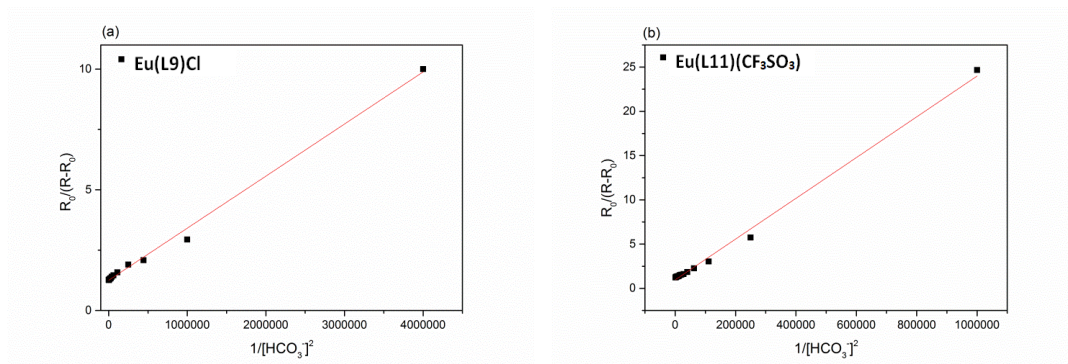 (a)
Eu(L9)Cl
10
5
0
R₀/(R-R₀)
0 1000000 2000000 3000000 4000000
1/[HCO₃⁻]²
(b)
Eu(L11)(CF₃SO₃)
25
20
15
10
5
0
R₀/(R-R₀)
0 200000 400000 600000 800000 1000000
1/[HCO₃⁻]²